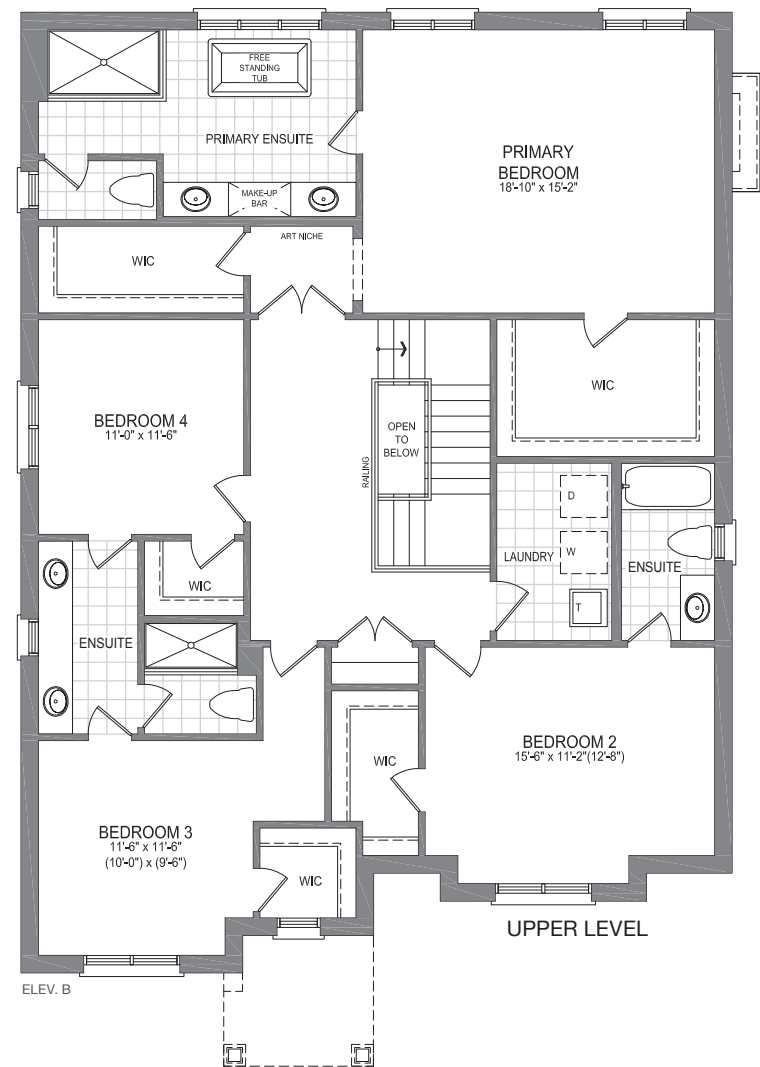 FREE
STANDING
TUB
PRIMARY ENSUITE
MAKE-UP
BAR
PRIMARY
BEDROOM
18'-10" x 15'-2"
WIC
ART NICHE
BEDROOM 4
11'-0" x 11'-6"
OPEN
TO
BELOW
RAILING
WIC
D
W
LAUNDRY
T
ENSUITE
WIC
ENSUITE
BEDROOM 2
15'-6" x 11'-2"(12'-8")
WIC
BEDROOM 3
11'-6" x 11'-6"
(10'-0") x (9'-6")
WIC
UPPER LEVEL
ELEV. B